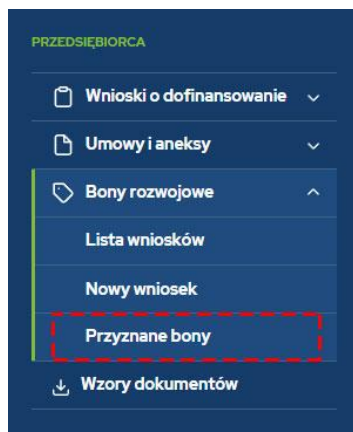 PRZEDSIĘBIORCA
Wnioski o dofinansowanie
Umowy i aneksy
Bony rozwojowe
Lista wniosków
Nowy wniosek
Przyznane bony
Wzory dokumentów